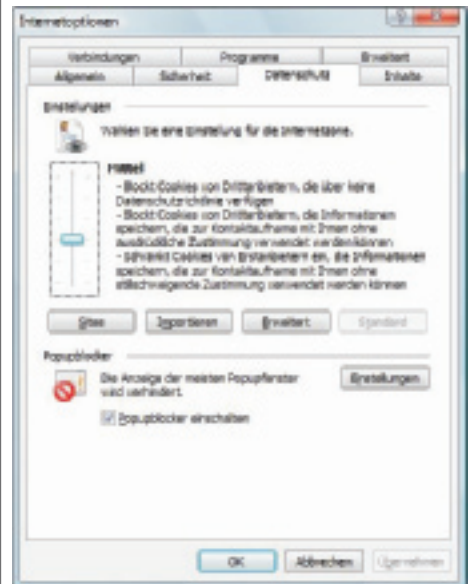 Internetoptionen
Verbindungen Programme Erweitert
Allgemein Sicherheit Datenschutz Inhalte
Einstellungen
Wählen Sie eine Einstellung für die Internetzone.
Mittel
- Blockt Cookies von Drittanbietern, die über keine
Datenschutzrichtlinie verfügen
- Blockt Cookies von Drittanbietern, die Informationen
speichern, die zur Kontaktaufnahme mit Ihnen ohne
ausdrückliche Zustimmung verwendet werden können
- Schränkt Cookies von Erstanbietern ein, die Informationen
speichern, die zur Kontaktaufnahme mit Ihnen ohne
stillschweigende Zustimmung verwendet werden können
Sites Importieren Erweitert Standard
Popupblocker
Die Anzeige der meisten Popupfenster
wird verhindert.
Einstellungen
Popupblocker einschalten
OK Abbrechen Übernehmen